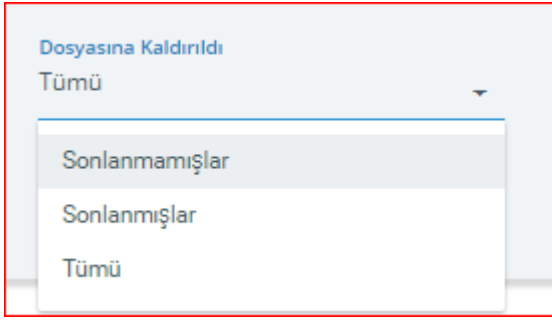 Dosyasına Kaldırıldı
Tümü
Sonlanmamışlar
Sonlanmışlar
Tümü